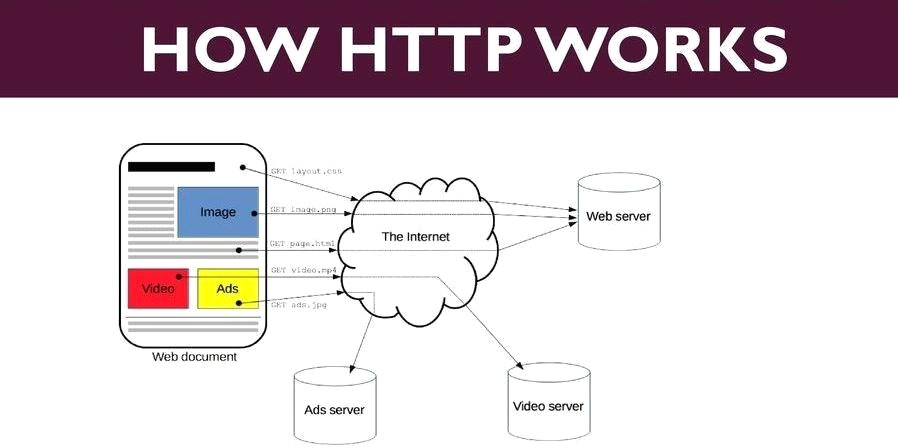 HOW HTTP WORKS
GET layout.css
Image
GET image.png
Web server
The Internet
GET page.html
GET video.mp4
Video
Ads
GET ads.jpg
Web document
Ads server
Video server